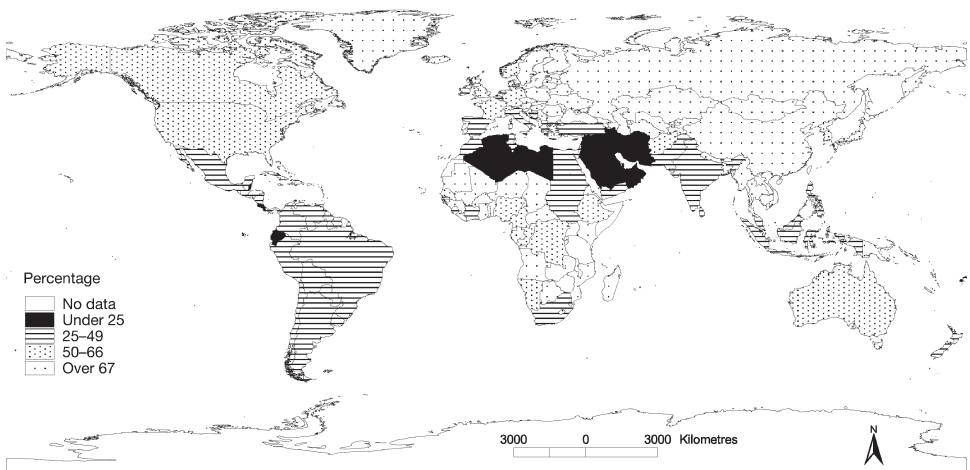 Percentage
No data
Under 25
25–49
50–66
Over 67
3000 0 3000 Kilometres
N